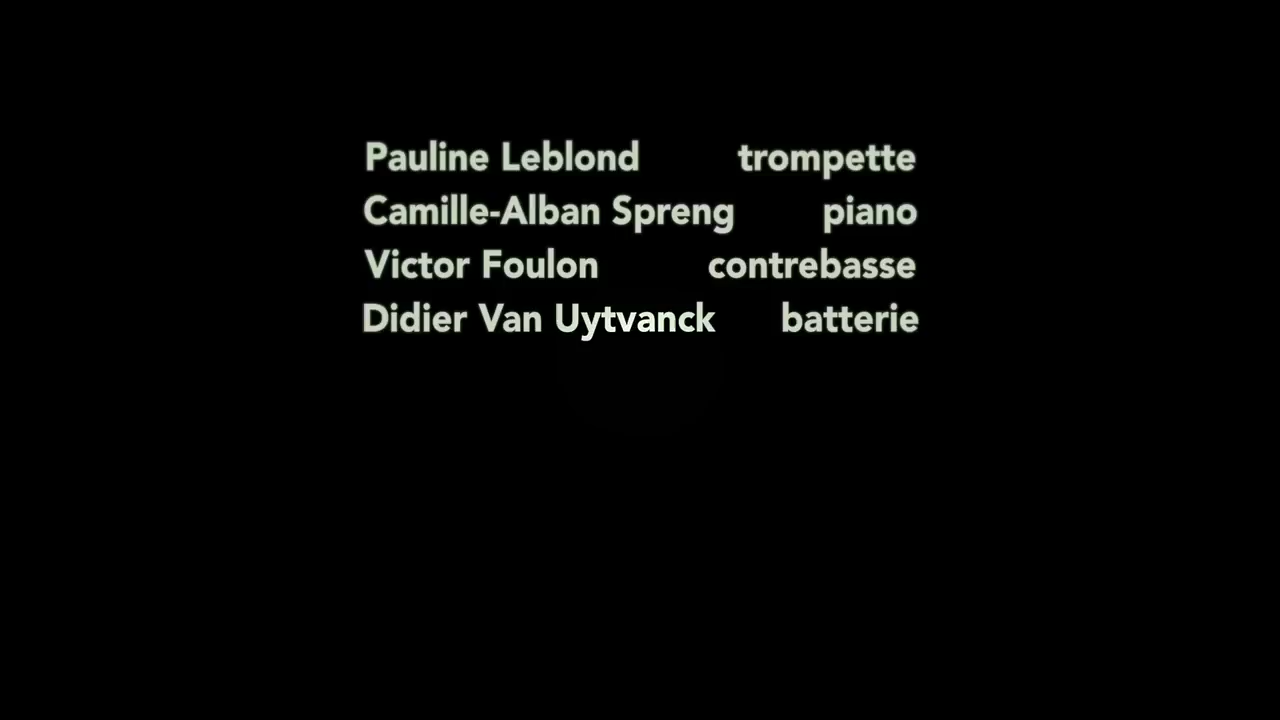 Pauline Leblond trompette
Camille-Alban Spreng piano
Victor Foulon contrebasse
Didier Van Uytvanck batterie